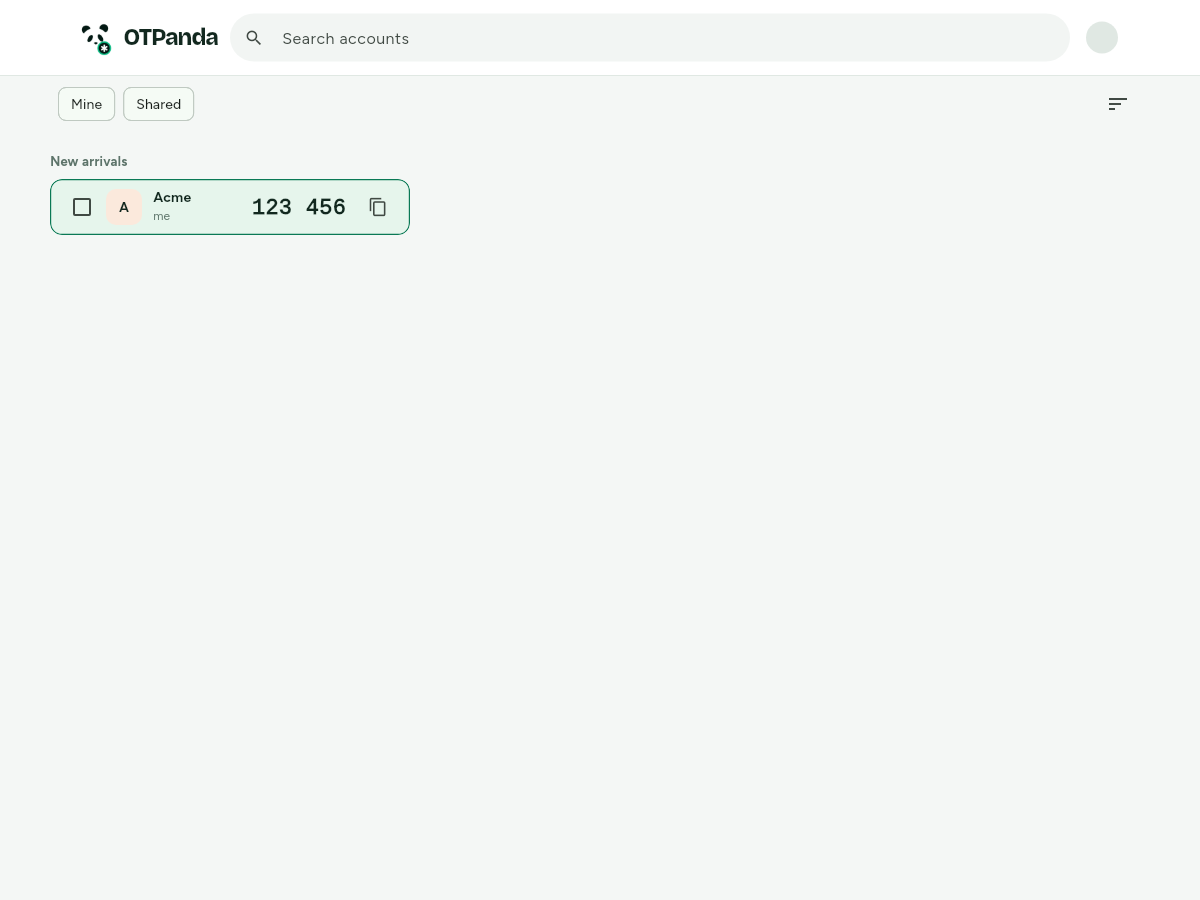 OTPanda
Search accounts
Mine
Shared
New arrivals
A
Acme
me
123 456